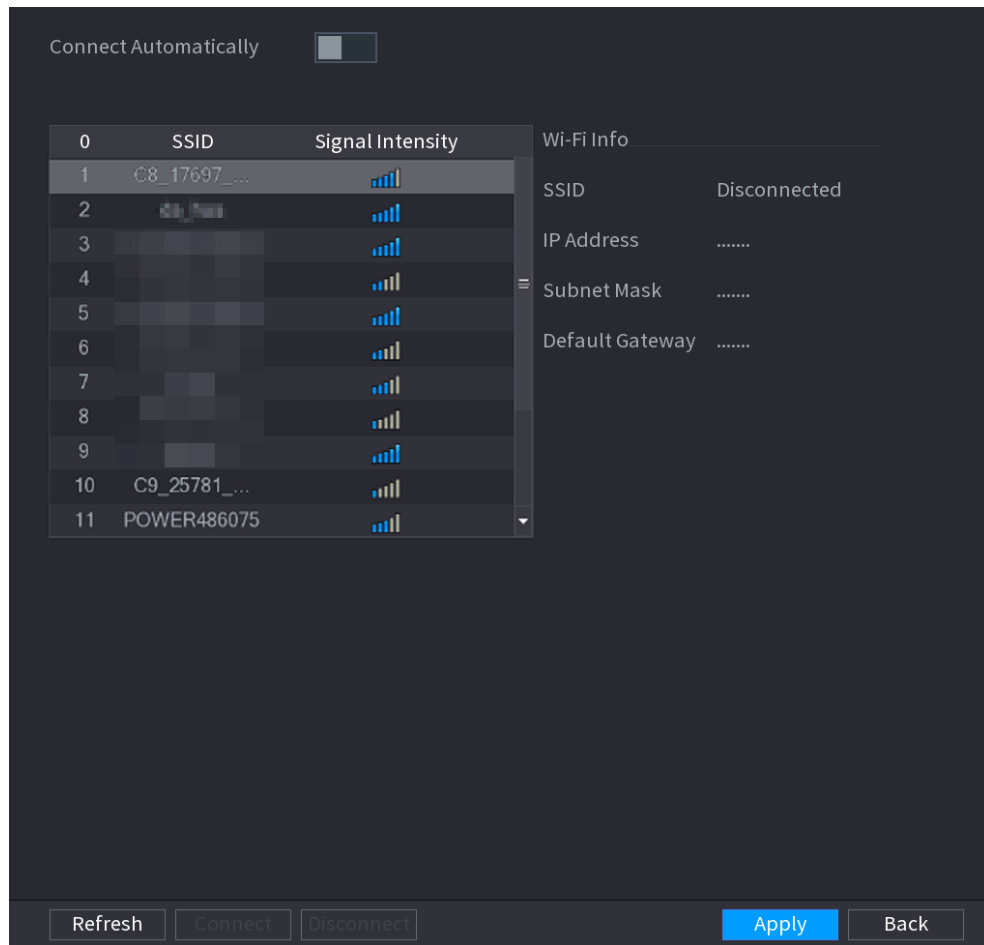 Connect Automatically
0 SSID Signal Intensity
1 C8_17697_...
2
3
4
5
6
7
8
9
10 C9_25781_...
11 POWER486075
Wi-Fi Info
SSID Disconnected
IP Address .......
Subnet Mask .......
Default Gateway .......
Refresh Connect Disconnect Apply Back